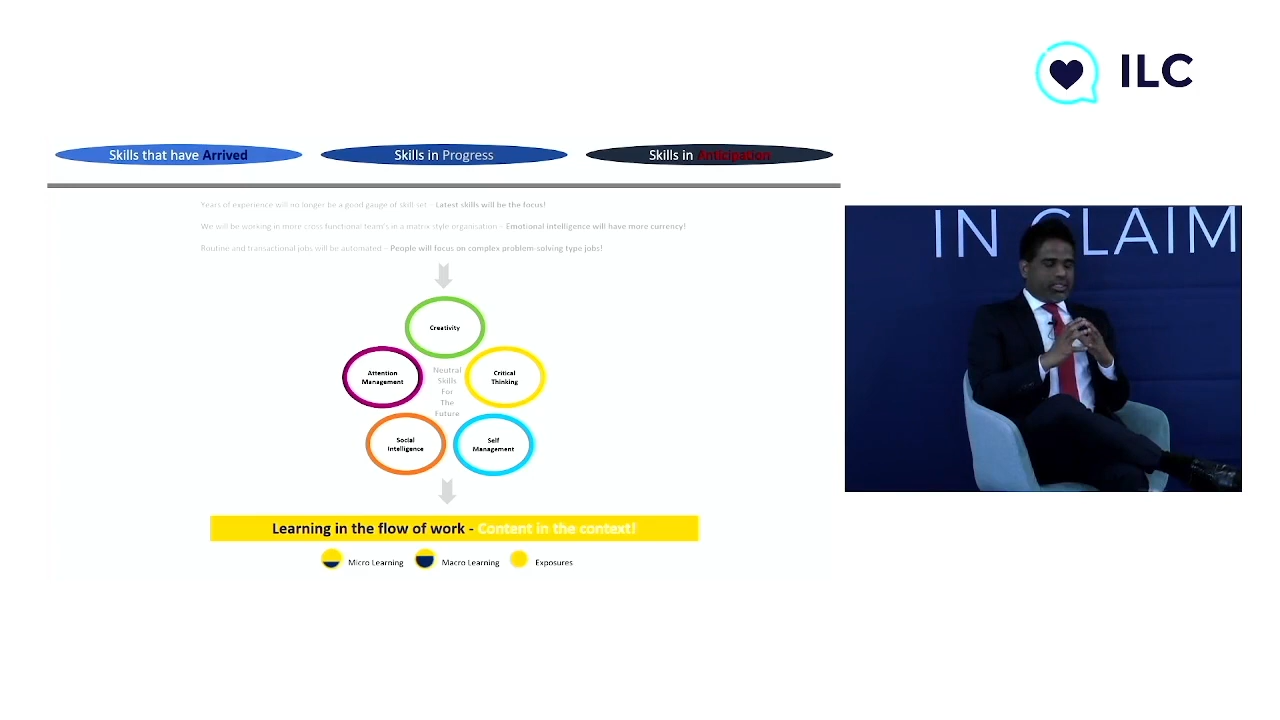 ILC
Skills that have Arrived
Skills in Progress
Skills in Anticipation
Years of experience will no longer be a good gauge of skill set – Latest skills will be the focus!
We will be working in more cross functional team's in a matrix style organisation – Emotional intelligence will have more currency!
Routine and transactional jobs will be automated – People will focus on complex problem-solving type jobs!
IN CLAIM
Creativity
Attention
Management
Critical
Thinking
Neutral
Skills
For
The
Future
Social
Intelligence
Self
Management
Learning in the flow of work - Content in the context!
Micro Learning
Macro Learning
Exposures